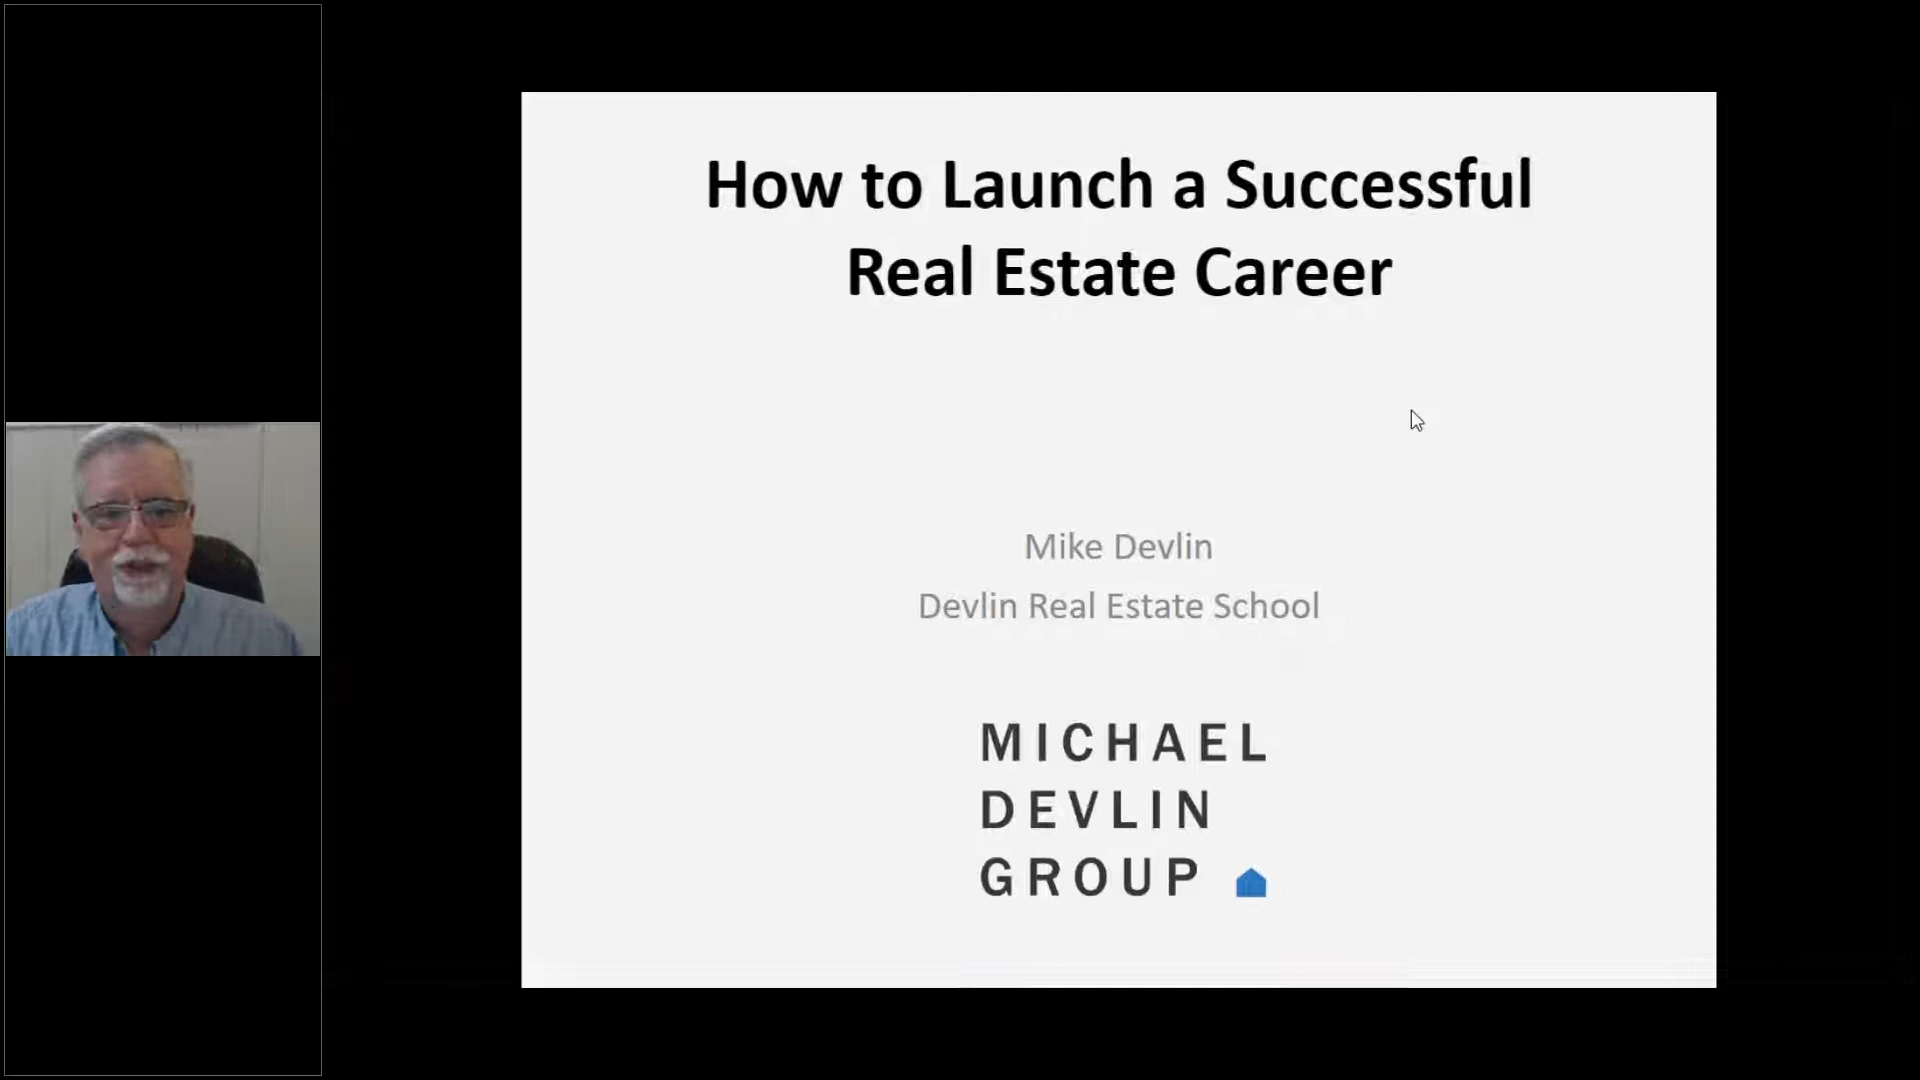 How to Launch a Successful
Real Estate Career
Mike Devlin
Devlin Real Estate School
MICHAEL
DEVLIN
GROUP